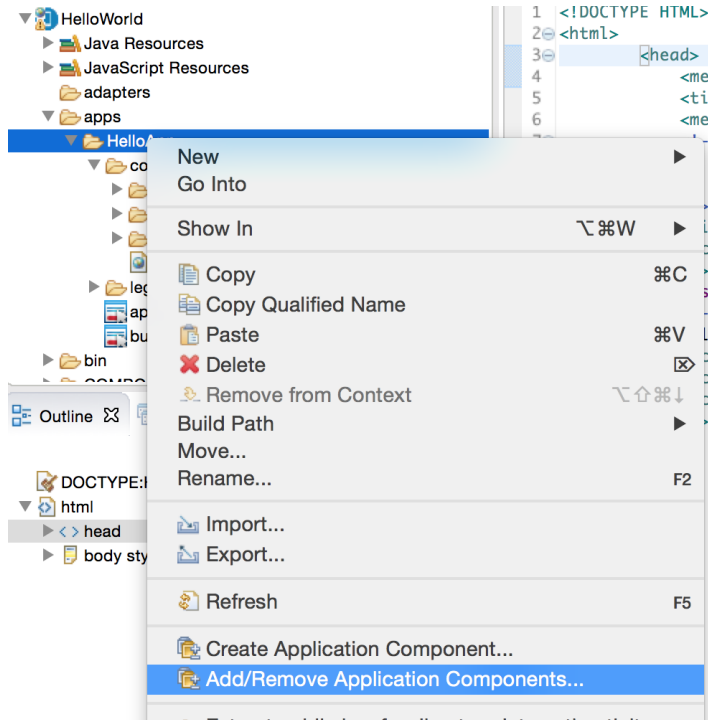 HelloWorld
Java Resources
JavaScript Resources
adapters
apps
bin
Outline
html
head
body
1 <!DOCTYPE HTML>
2 <html>
3 <head>
4
5
6
New
Go Into
Show In ⌥⌘W
Copy ⌘C
Copy Qualified Name
Paste ⌘V
Delete ⌦
Remove from Context ⌥⇧⌘↓
Build Path
Move...
Rename... F2
Import...
Export...
Refresh F5
Create Application Component...
Add/Remove Application Components...